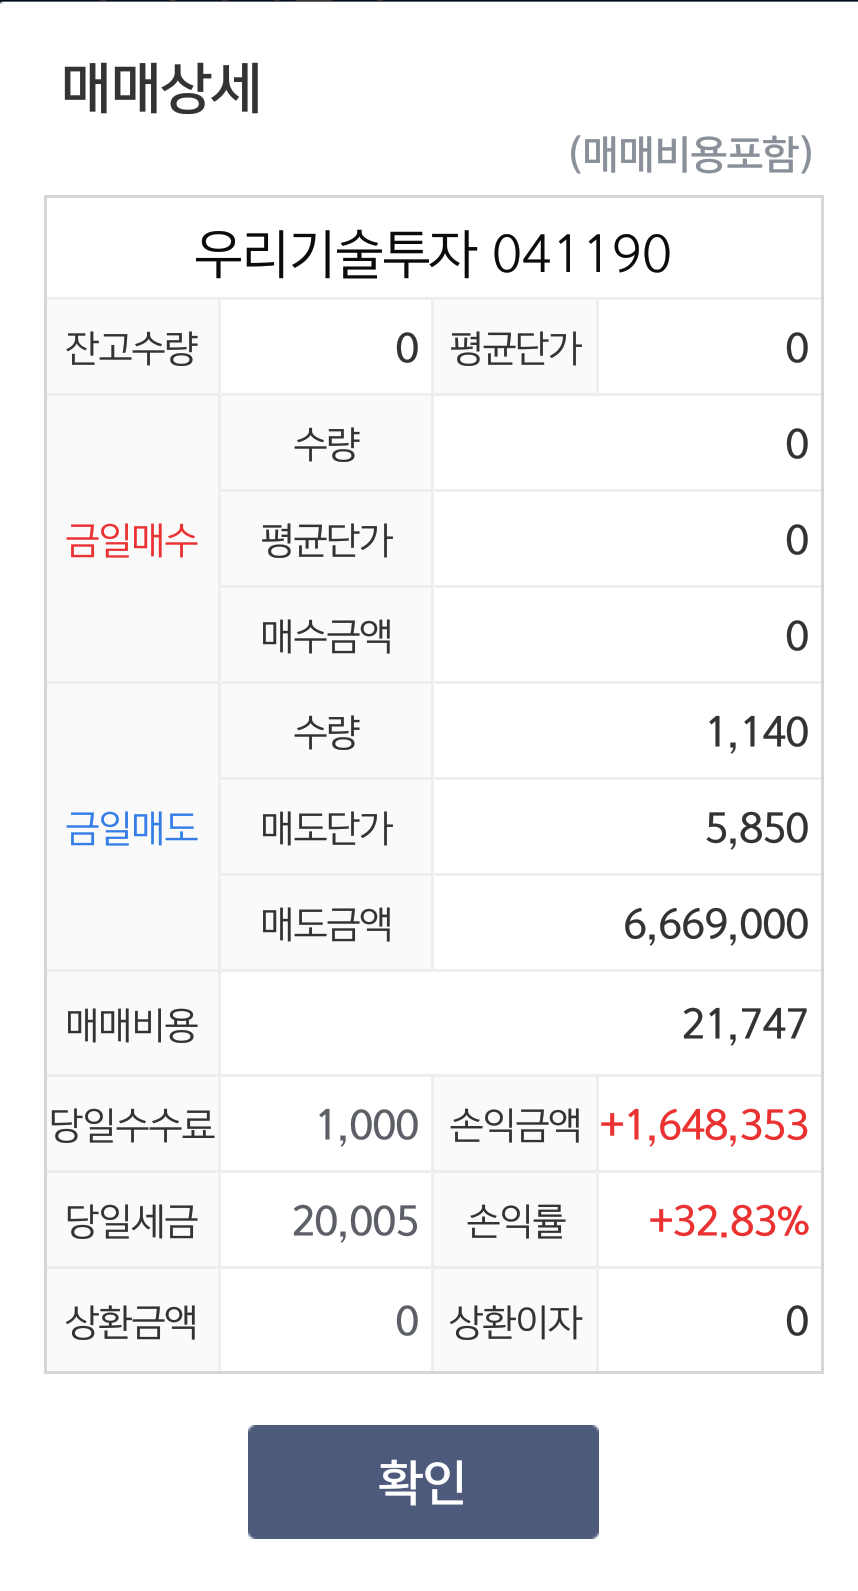 매매상세
(매매비용포함)
우리기술투자 041190
잔고수량 0 평균단가 0
금일매수
수량 0
평균단가 0
매수금액 0
금일매도
수량 1,140
매도단가 5,850
매도금액 6,669,000
매매비용 21,747
당일수수료 1,000 손익금액 +1,648,353
당일세금 20,005 손익률 +32.83%
상환금액 0 상환이자 0
확인